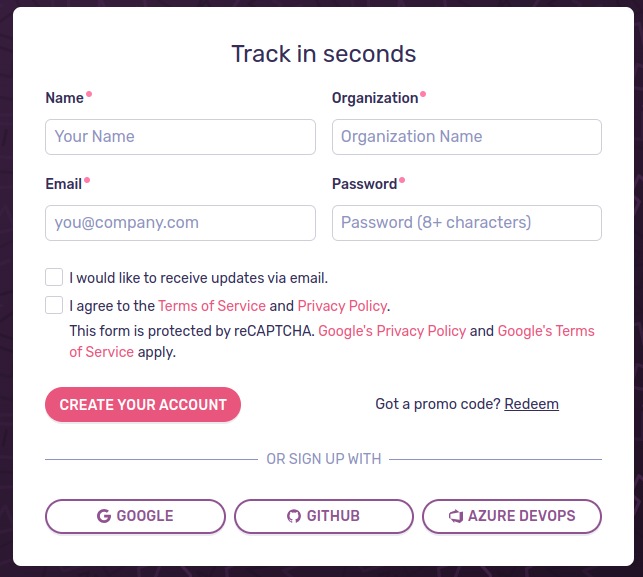 Track in seconds
Name
Organization
Your Name
Organization Name
Email
Password
you@company.com
Password (8+ characters)
I would like to receive updates via email.
I agree to the Terms of Service and Privacy Policy.
This form is protected by reCAPTCHA. Google's Privacy Policy and Google's Terms
of Service apply.
CREATE YOUR ACCOUNT
Got a promo code? Redeem
OR SIGN UP WITH
GOOGLE
GITHUB
AZURE DEVOPS